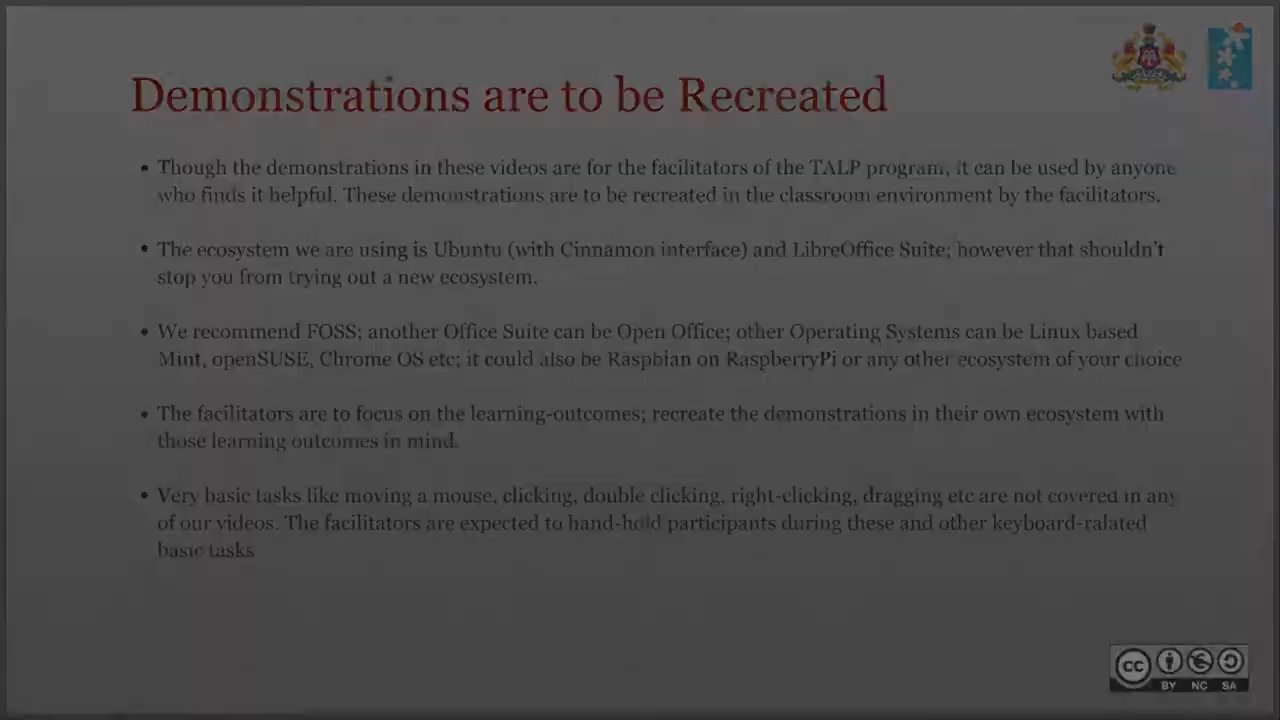 Demonstrations are to be Recreated
• Though the demonstrations in these videos are for the facilitators of the TALP program, it can be used by anyone
who finds it helpful. These demonstrations are to be recreated in the classroom environment by the facilitators.
• The ecosystem we are using is Ubuntu (with Cinnamon interface) and LibreOffice Suite; however that shouldn't
stop you from trying out a new ecosystem.
• We recommend FOSS; another Office Suite can be Open Office; other Operating Systems can be Linux based
Mint, openSUSE, Chrome OS etc; it could also be Raspbian on RaspberryPi or any other ecosystem of your choice
• The facilitators are to focus on the learning-outcomes; recreate the demonstrations in their own ecosystem with
those learning outcomes in mind.
• Very basic tasks like moving a mouse, clicking, double clicking, right-clicking, dragging etc are not covered in any
of our videos. The facilitators are expected to hand-hold participants during these and other keyboard-ralated
basic tasks
cc
BY NC SA